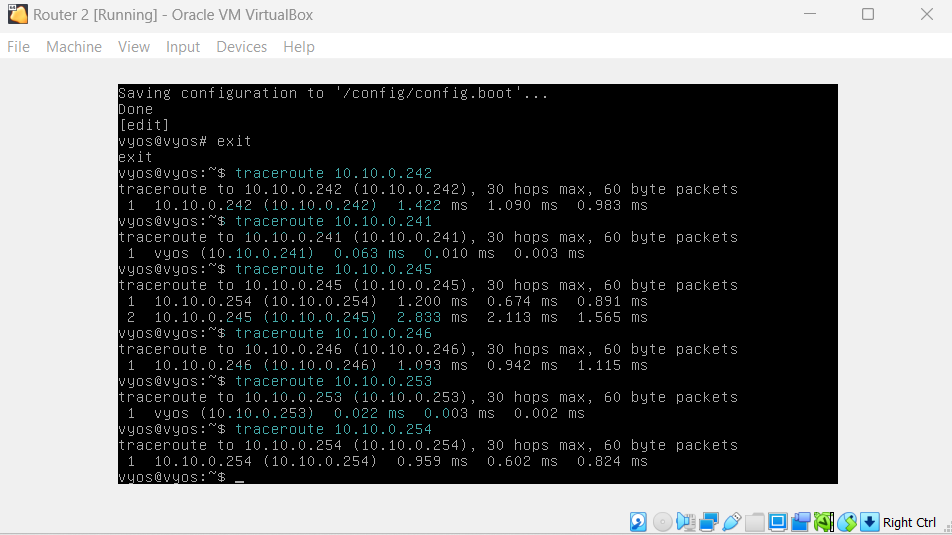 Router 2 [Running] - Oracle VM VirtualBox
File Machine View Input Devices Help
Saving configuration to '/config/config.boot'...
Done
[edit]
vyos@vyos# exit
exit
vyos@vyos:~$ traceroute 10.10.0.242
traceroute to 10.10.0.242 (10.10.0.242), 30 hops max, 60 byte packets
 1  10.10.0.242 (10.10.0.242)  1.422 ms  1.090 ms  0.983 ms
vyos@vyos:~$ traceroute 10.10.0.241
traceroute to 10.10.0.241 (10.10.0.241), 30 hops max, 60 byte packets
 1  vyos (10.10.0.241)  0.063 ms  0.010 ms  0.003 ms
vyos@vyos:~$ traceroute 10.10.0.245
traceroute to 10.10.0.245 (10.10.0.245), 30 hops max, 60 byte packets
 1  10.10.0.254 (10.10.0.254)  1.200 ms  0.674 ms  0.891 ms
 2  10.10.0.245 (10.10.0.245)  2.833 ms  2.113 ms  1.565 ms
vyos@vyos:~$ traceroute 10.10.0.246
traceroute to 10.10.0.246 (10.10.0.246), 30 hops max, 60 byte packets
 1  10.10.0.246 (10.10.0.246)  1.093 ms  0.942 ms  1.115 ms
vyos@vyos:~$ traceroute 10.10.0.253
traceroute to 10.10.0.253 (10.10.0.253), 30 hops max, 60 byte packets
 1  vyos (10.10.0.253)  0.022 ms  0.003 ms  0.002 ms
vyos@vyos:~$ traceroute 10.10.0.254
traceroute to 10.10.0.254 (10.10.0.254), 30 hops max, 60 byte packets
 1  10.10.0.254 (10.10.0.254)  0.959 ms  0.602 ms  0.824 ms
vyos@vyos:~$ _
Right Ctrl